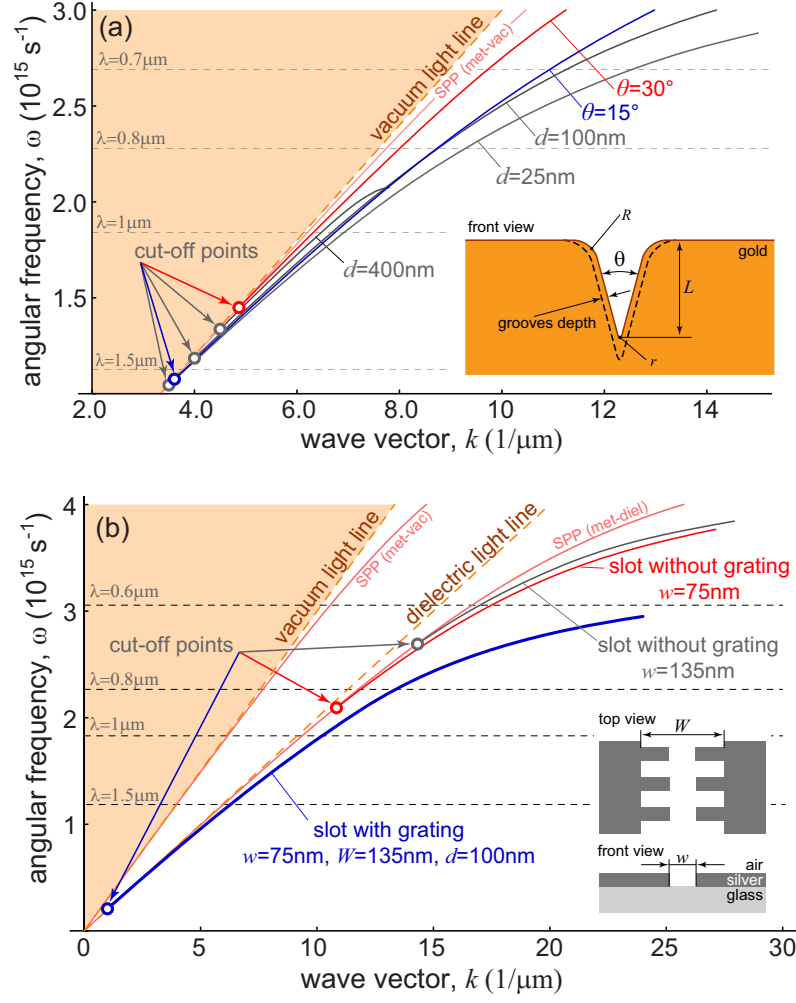 (a)
3.0
2.5
2.0
1.5
angular frequency, ω (10¹⁵ s⁻¹)
λ=0.7μm
λ=0.8μm
λ=1μm
λ=1.5μm
vacuum light line
SPP (met-vac)
θ=30°
θ=15°
d=100nm
d=25nm
d=400nm
cut-off points
front view
R
gold
θ
L
grooves depth
r
2.0 4.0 6.0 8.0 10 12 14
wave vector, k (1/μm)
(b)
4
3
2
1
angular frequency, ω (10¹⁵ s⁻¹)
λ=0.6μm
λ=0.8μm
λ=1μm
λ=1.5μm
vacuum light line
SPP (met-vac)
dielectric light line
SPP (met-diel)
slot without grating
w=75nm
cut-off points
slot without grating
w=135nm
slot with grating
w=75nm, W=135nm, d=100nm
top view
W
front view
w
air
silver
glass
0 5 10 15 20 25 30
wave vector, k (1/μm)